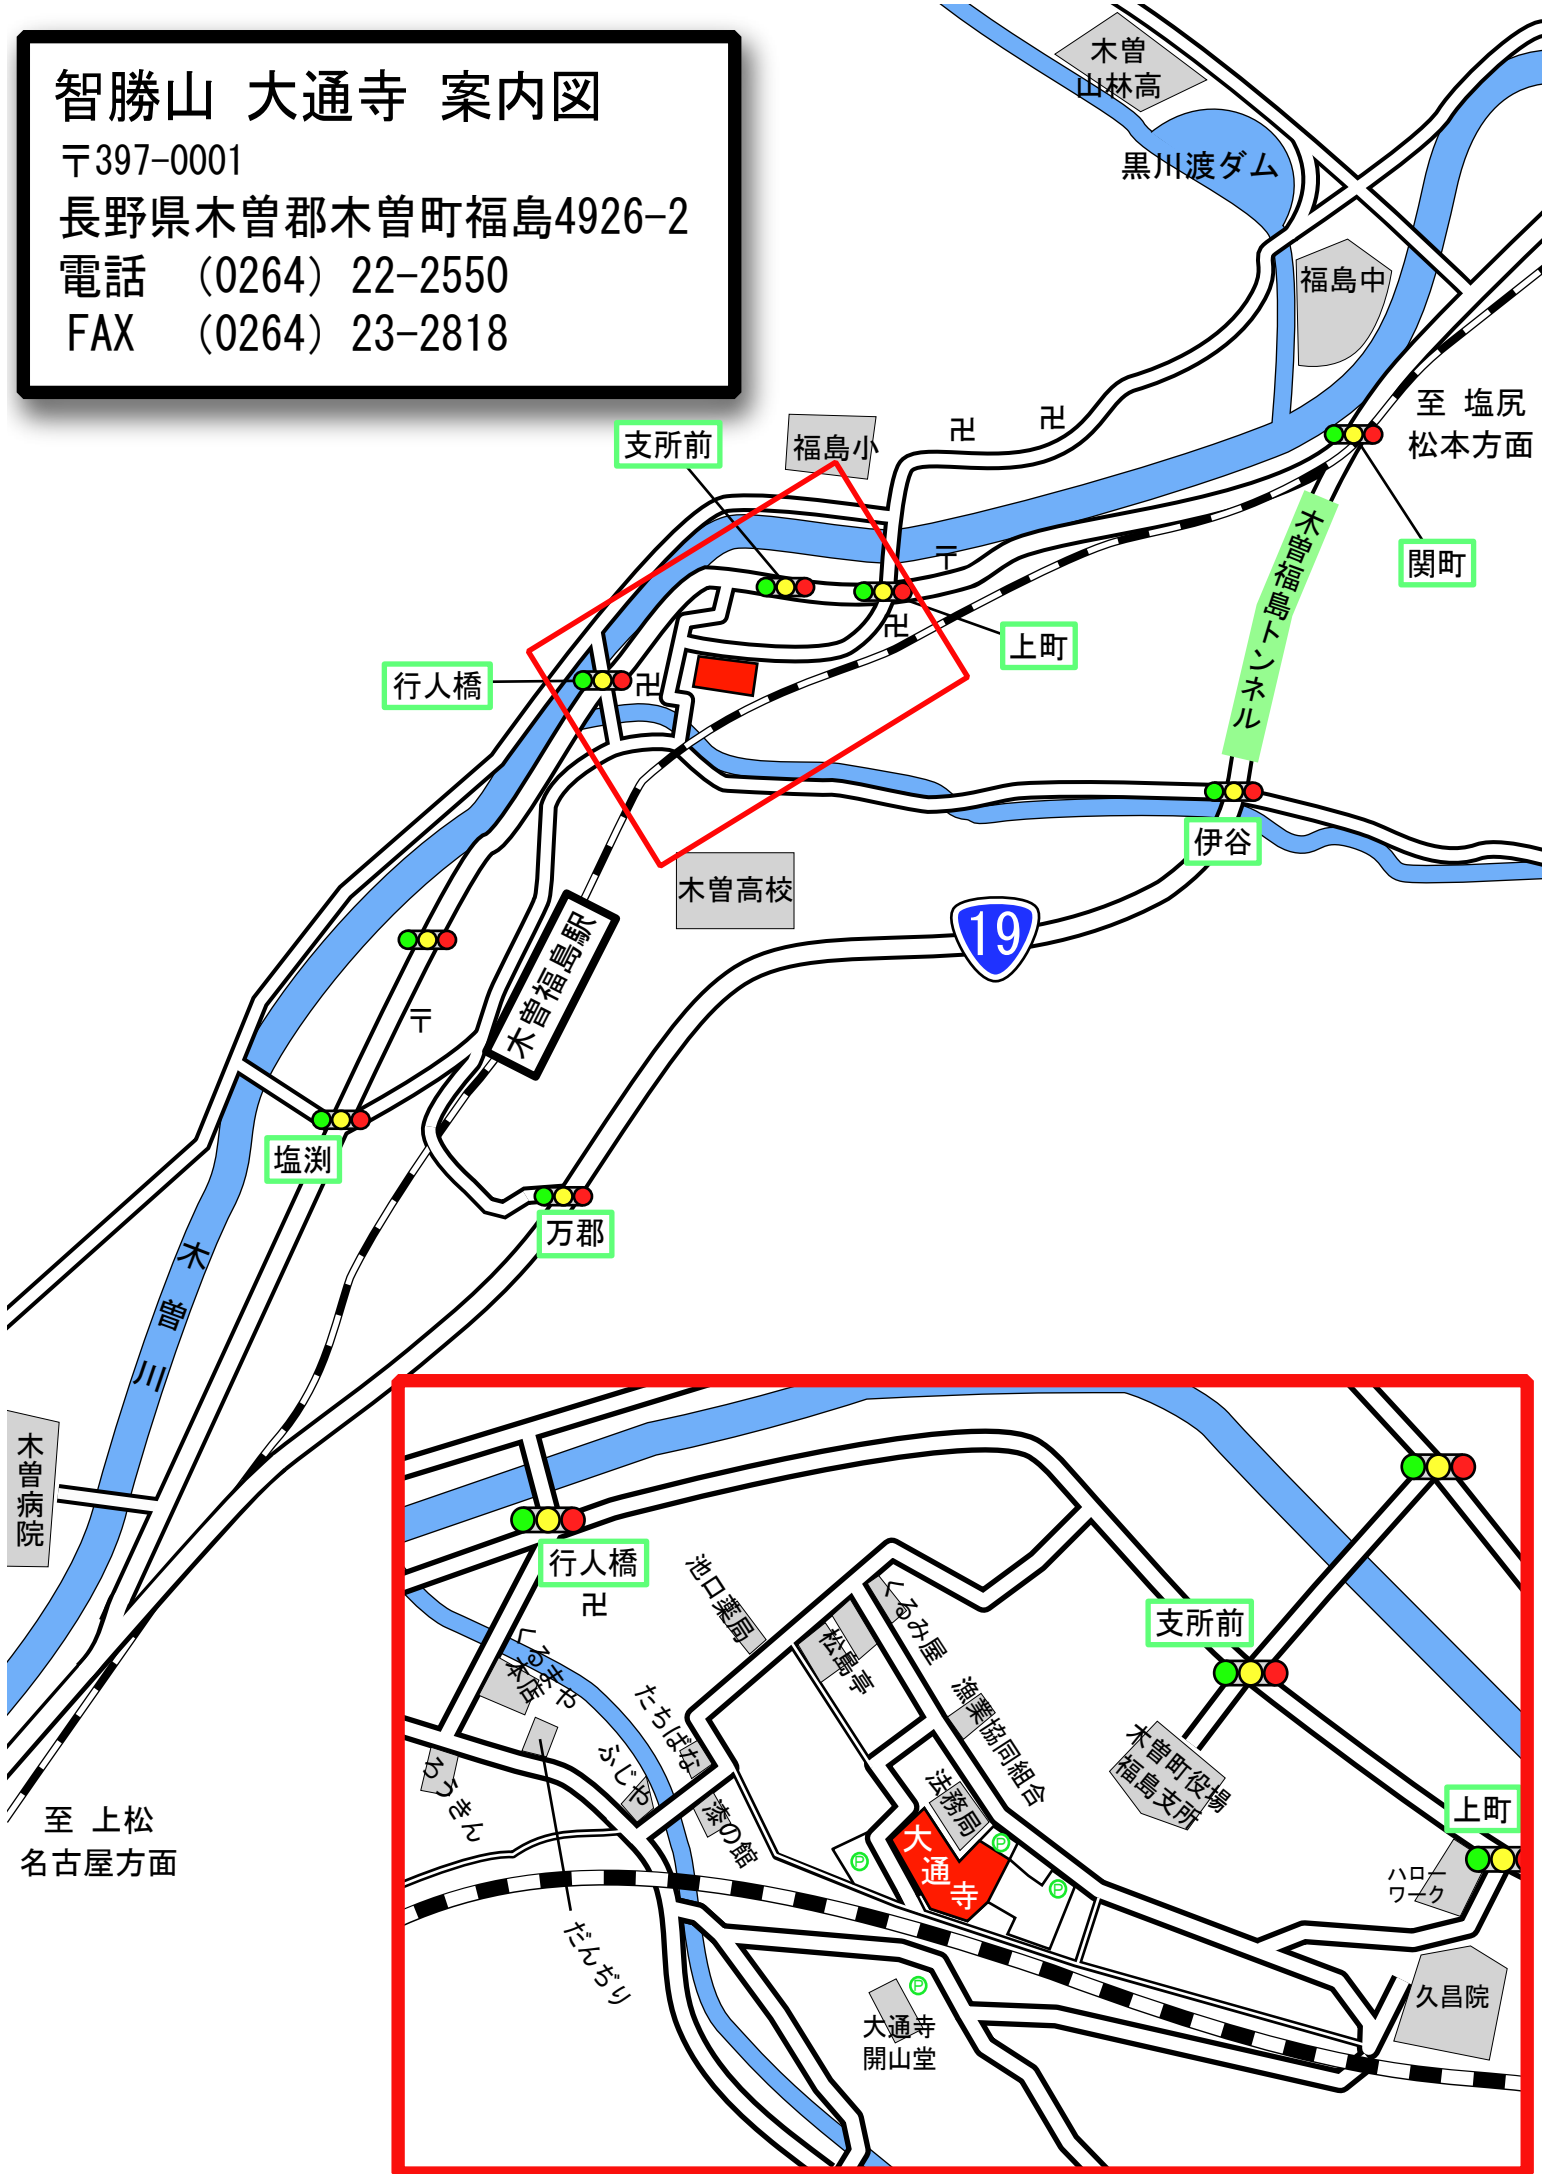 智勝山 大通寺 案内図
〒397-0001
長野県木曽郡木曽町福島4926-2
電話 (0264) 22-2550
FAX (0264) 23-2818
木曽
山林高
黒川渡ダム
福島中
至 塩尻
松本方面
支所前
福島小
卍
卍
関町
〒
木曽福島トンネル
卍
上町
行人橋
卍
伊谷
木曽高校
19
木曽福島駅
〒
塩渕
万郡
木曽川
木曽病院
至 上松
名古屋方面
行人橋
卍
池口薬局
くるみ屋
松島亭
支所前
くるまや
本店
たちばな
漁業協同組合
木曽町役場
福島支所
ろうきん
ふじや
漆の館
法務局
上町
大通寺
P
P
P
ハロー
ワーク
だんぢり
P
大通寺
開山堂
久昌院